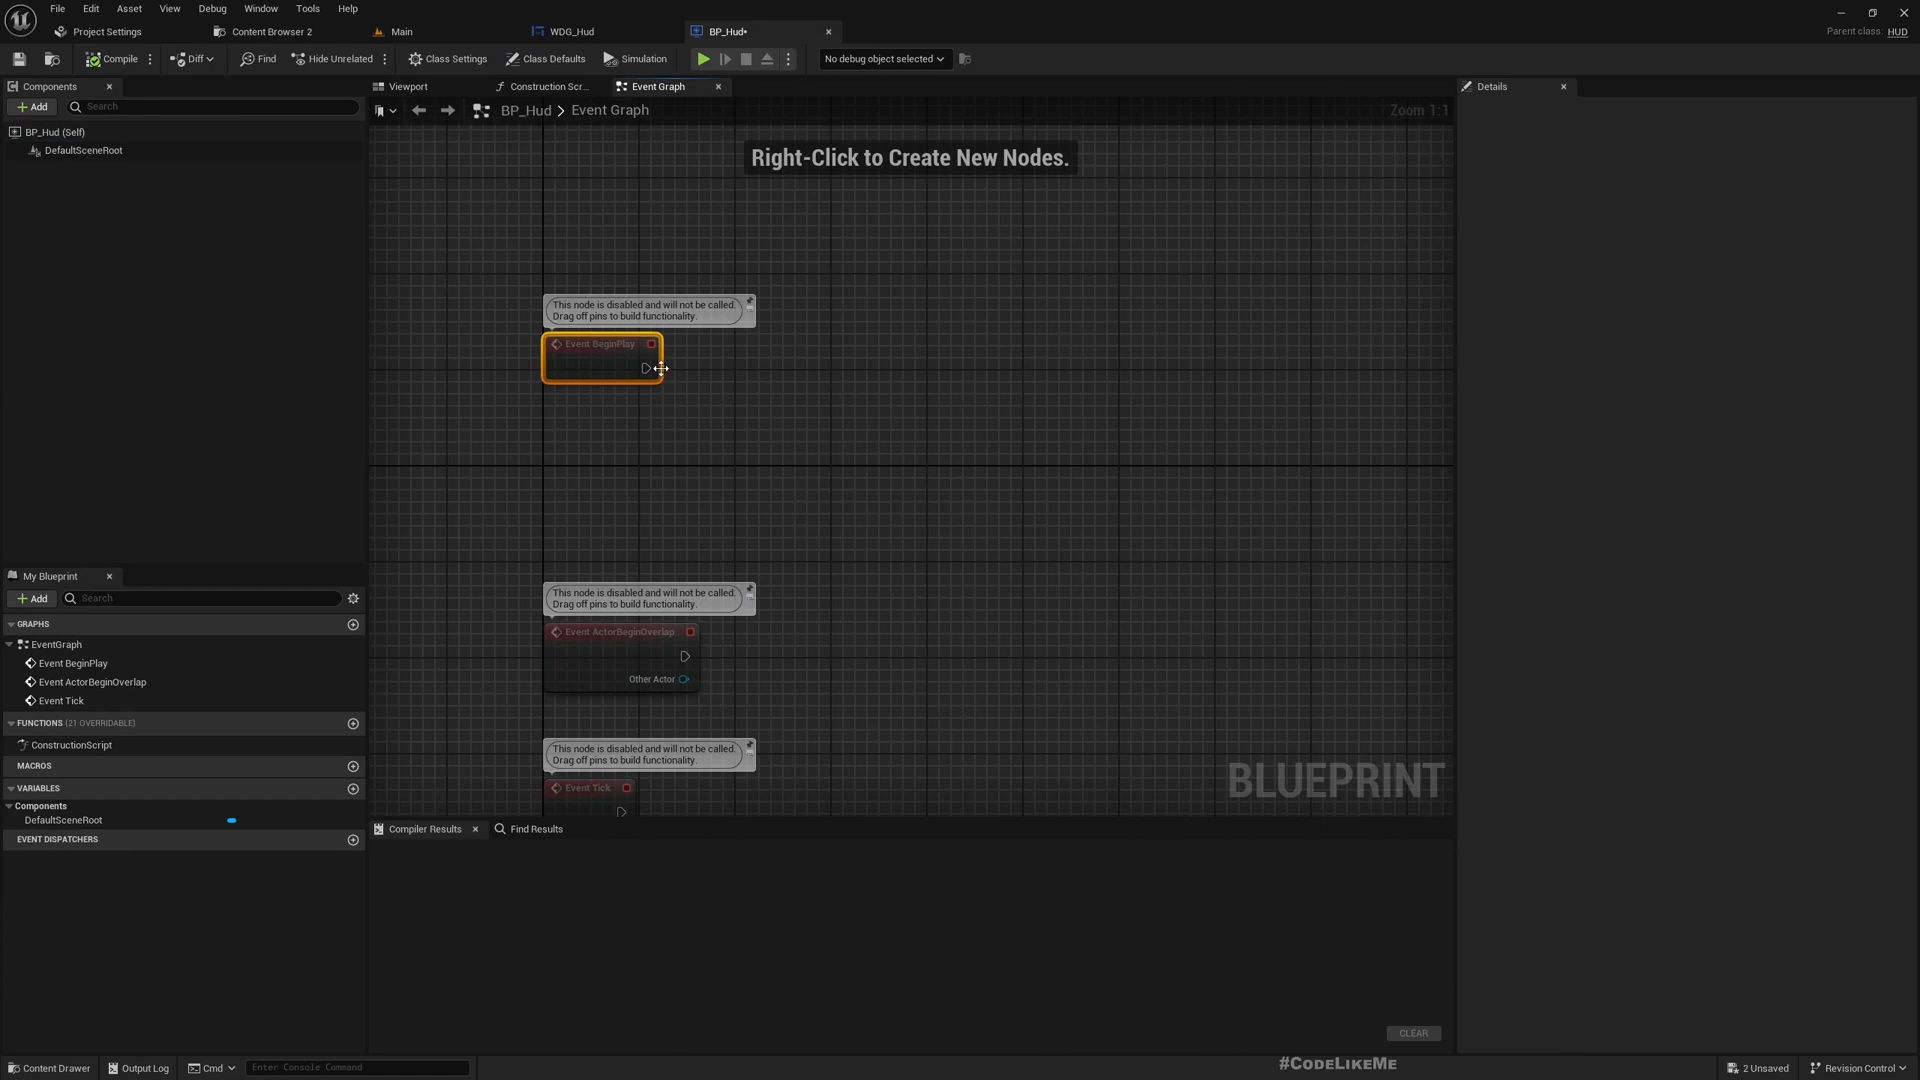 File Edit Asset View Debug Window Tools Help
Project Settings Content Browser 2 Main WDG_Hud BP_Hud•
Parent class: HUD
Compile Diff Find Hide Unrelated Class Settings Class Defaults Simulation No debug object selected
Components
Viewport Construction Scr... Event Graph
Details
Add Search
BP_Hud > Event Graph
Zoom 1:1
BP_Hud (Self)
DefaultSceneRoot
Right-Click to Create New Nodes.
This node is disabled and will not be called.
Drag off pins to build functionality.
Event BeginPlay
This node is disabled and will not be called.
Drag off pins to build functionality.
Event ActorBeginOverlap
Other Actor
This node is disabled and will not be called.
Drag off pins to build functionality.
Event Tick
BLUEPRINT
My Blueprint
Add Search
GRAPHS
EventGraph
Event BeginPlay
Event ActorBeginOverlap
Event Tick
FUNCTIONS (21 OVERRIDABLE)
ConstructionScript
MACROS
VARIABLES
Components
DefaultSceneRoot
EVENT DISPATCHERS
Compiler Results Find Results
CLEAR
Content Drawer Output Log Cmd Enter Console Command
#CODELIKEME
2 Unsaved Revision Control